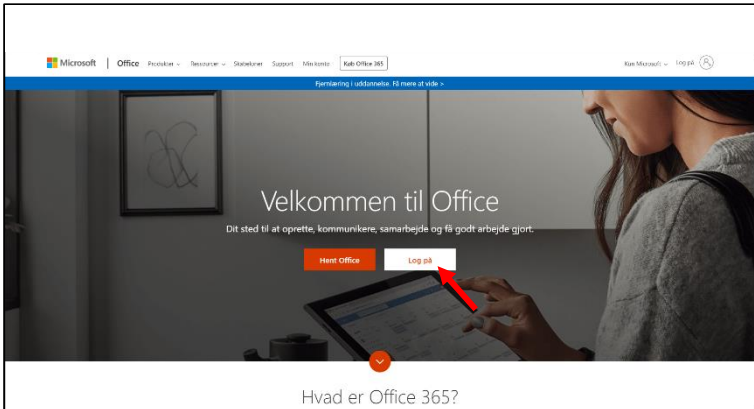 Microsoft | Office Produkter Ressourcer Skabeloner Support Min konto Køb Office 365 Kun Microsoft Log på
Fjernlæring i uddannelse. Få mere at vide >
Velkommen til Office
Dit sted til at oprette, kommunikere, samarbejde og få godt arbejde gjort.
Hent Office Log på
Hvad er Office 365?